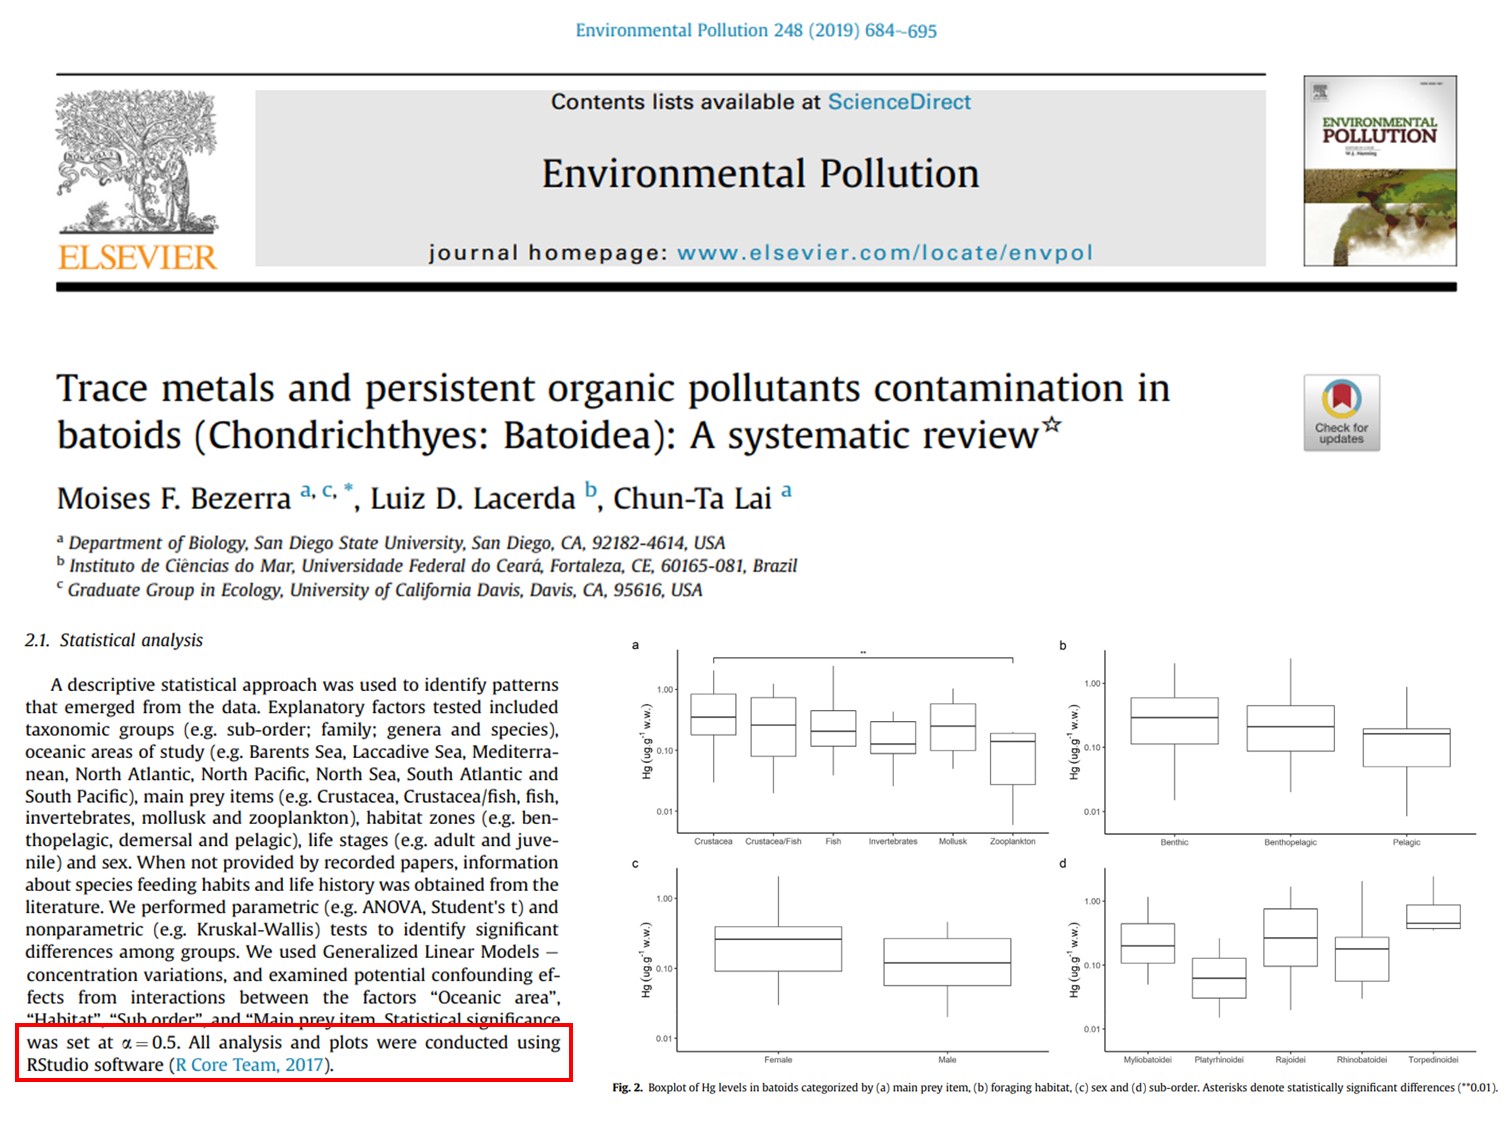 Environmental Pollution 248 (2019) 684–695
Contents lists available at ScienceDirect
Environmental Pollution
journal homepage: www.elsevier.com/locate/envpol
ELSEVIER
ENVIRONMENTAL
POLLUTION
Trace metals and persistent organic pollutants contamination in
batoids (Chondrichthyes: Batoidea): A systematic review☆
Check for
updates
Moises F. Bezerra a, c, *, Luiz D. Lacerda b, Chun-Ta Lai a
a Department of Biology, San Diego State University, San Diego, CA, 92182-4614, USA
b Instituto de Ciências do Mar, Universidade Federal do Ceará, Fortaleza, CE, 60165-081, Brazil
c Graduate Group in Ecology, University of California Davis, Davis, CA, 95616, USA
2.1. Statistical analysis
A descriptive statistical approach was used to identify patterns
that emerged from the data. Explanatory factors tested included
taxonomic groups (e.g. sub-order; family; genera and species),
oceanic areas of study (e.g. Barents Sea, Laccadive Sea, Mediterra-
nean, North Atlantic, North Pacific, North Sea, South Atlantic and
South Pacific), main prey items (e.g. Crustacea, Crustacea/fish, fish,
invertebrates, mollusk and zooplankton), habitat zones (e.g. ben-
thopelagic, demersal and pelagic), life stages (e.g. adult and juve-
nile) and sex. When not provided by recorded papers, information
about species feeding habits and life history was obtained from the
literature. We performed parametric (e.g. ANOVA, Student's t) and
nonparametric (e.g. Kruskal-Wallis) tests to identify significant
differences among groups. We used Generalized Linear Models –
concentration variations, and examined potential confounding ef-
fects from interactions between the factors "Oceanic area",
"Habitat", "Sub order", and "Main prey item. Statistical significance
was set at α = 0.5. All analysis and plots were conducted using
RStudio software (R Core Team, 2017).
a
**
Hg (ug.g-1 w.w.)
1.00
0.10
0.01
Crustacea Crustacea/Fish Fish Invertebrates Mollusk Zooplankton
b
Hg (ug.g-1 w.w.)
1.00
0.10
0.01
Benthic Benthopelagic Pelagic
c
Hg (ug.g-1 w.w.)
1.00
0.10
0.01
Female Male
d
Hg (ug.g-1 w.w.)
1.00
0.10
0.01
Myliobatoidei Platyrhinoidei Rajoidei Rhinobatoidei Torpedinoidei
Fig. 2. Boxplot of Hg levels in batoids categorized by (a) main prey item, (b) foraging habitat, (c) sex and (d) sub-order. Asterisks denote statistically significant differences (**0.01).